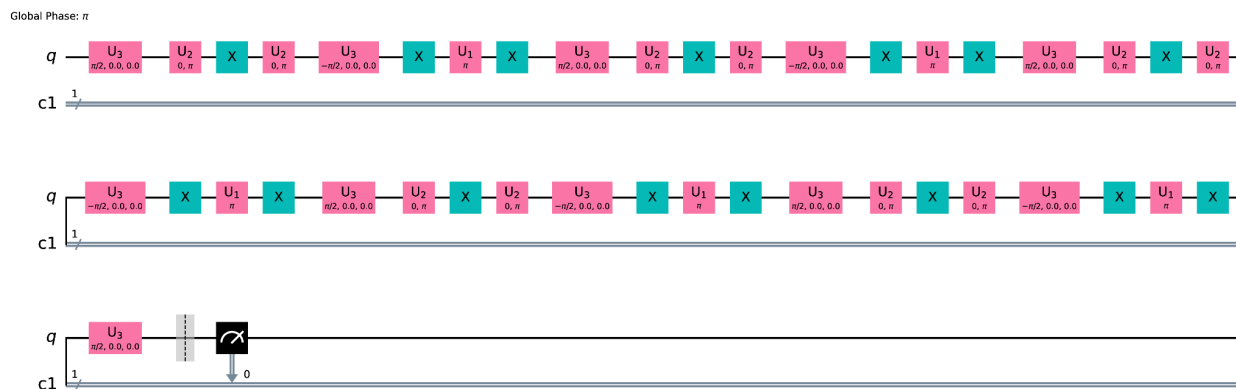 Global Phase: π
q U₃ U₂ X U₂ U₃ X U₁ X U₃ U₂ X U₂ U₃ X U₁ X U₃ U₂ X U₂
π/2, 0.0, 0.0 0, π 0, π −π/2, 0.0, 0.0 π π/2, 0.0, 0.0 0, π 0, π −π/2, 0.0, 0.0 π π/2, 0.0, 0.0 0, π 0, π
1
c1
q U₃ X U₁ X U₃ U₂ X U₂ U₃ X U₁ X U₃ U₂ X U₂ U₃ X U₁ X
−π/2, 0.0, 0.0 π π/2, 0.0, 0.0 0, π 0, π −π/2, 0.0, 0.0 π π/2, 0.0, 0.0 0, π 0, π −π/2, 0.0, 0.0 π
1
c1
q U₃
π/2, 0.0, 0.0
1 0
c1